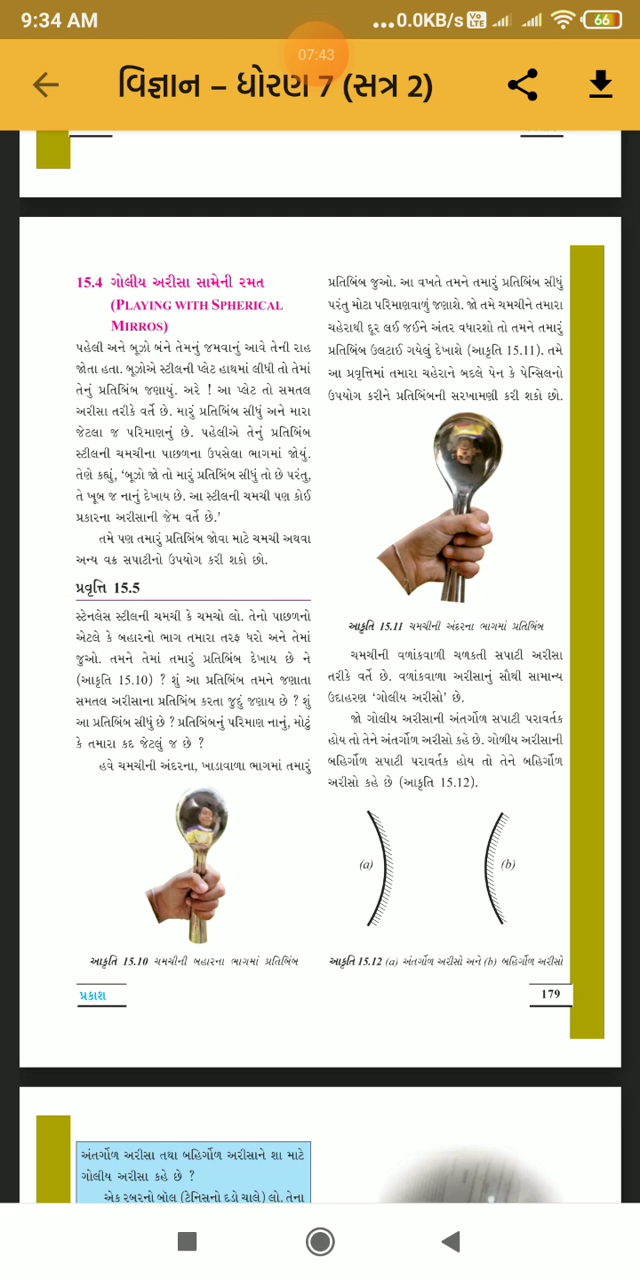 9:34 AM
...0.0KB/s Vo LTE 66
07:43
વિજ્ઞાન – ધોરણ 7 (સત્ર 2)
15.4 ગોલીય અરીસા સામેની રમત
(PLAYING WITH SPHERICAL
MIRROS)
પહેલી અને બૂઝો બંને તેમનું જમવાનું આવે તેની રાહ
જોતા હતા. બૂઝોએ સ્ટીલની પ્લેટ હાથમાં લીધી તો તેમાં
તેનું પ્રતિબિંબ જણાયું. અરે ! આ પ્લેટ તો સમતલ
અરીસા તરીકે વર્તે છે. મારું પ્રતિબિંબ સીધું અને મારા
જેટલા જ પરિમાણનું છે. પહેલીએ તેનું પ્રતિબિંબ
સ્ટીલની ચમચીના પાછળના ઉપસેલા ભાગમાં જોયું.
તેણે કહ્યું, ‘બૂઝો જો તો મારું પ્રતિબિંબ સીધું તો છે પરંતુ,
તે ખૂબ જ નાનું દેખાય છે. આ સ્ટીલની ચમચી પણ કોઈ
પ્રકારના અરીસાની જેમ વર્તે છે.’
તમે પણ તમારું પ્રતિબિંબ જોવા માટે ચમચી અથવા
અન્ય વક્ર સપાટીનો ઉપયોગ કરી શકો છો.
પ્રવૃત્તિ 15.5
સ્ટેનલેસ સ્ટીલની ચમચી કે ચમચો લો. તેનો પાછળનો
એટલે કે બહારનો ભાગ તમારા તરફ ધરો અને તેમાં
જુઓ. તમને તેમાં તમારું પ્રતિબિંબ દેખાય છે ને
(આકૃતિ 15.10) ? શું આ પ્રતિબિંબ તમને જણાતા
સમતલ અરીસાના પ્રતિબિંબ કરતા જુદું જણાય છે ? શું
આ પ્રતિબિંબ સીધું છે ? પ્રતિબિંબનું પરિમાણ નાનું, મોટું
કે તમારા કદ જેટલું જ છે ?
હવે ચમચીની અંદરના, ખાડાવાળા ભાગમાં તમારું
આકૃતિ 15.10 ચમચીની બહારના ભાગમાં પ્રતિબિંબ
પ્રતિબિંબ જુઓ. આ વખતે તમને તમારું પ્રતિબિંબ સીધું
પરંતુ મોટા પરિમાણવાળું જણાશે. જો તમે ચમચીને તમારા
ચહેરાથી દૂર લઈ જઈને અંતર વધારશો તો તમને તમારું
પ્રતિબિંબ ઉલટાઈ ગયેલું દેખાશે (આકૃતિ 15.11). તમે
આ પ્રવૃત્તિમાં તમારા ચહેરાને બદલે પેન કે પેન્સિલનો
ઉપયોગ કરીને પ્રતિબિંબની સરખામણી કરી શકો છો.
આકૃતિ 15.11 ચમચીની અંદર ભાગમાં પ્રતિબિંબ
ચમચીની વળાંકવાળી ચળકતી સપાટી અરીસા
તરીકે વર્તે છે. વળાંકવાળા અરીસાનું સૌથી સામાન્ય
ઉદાહરણ ‘ગોલીય અરીસો’ છે.
જો ગોલીય અરીસાની અંતર્ગોળ સપાટી પરાવર્તક
હોય તો તેને અંતર્ગોળ અરીસો કહે છે. ગોળીય અરીસાની
બહિર્ગોળ સપાટી પરાવર્તક હોય તો તેને બહિર્ગોળ
અરીસો કહે છે (આકૃતિ 15.12).
(a)
(b)
આકૃતિ 15.12 (a) અંતર્ગોળ અરીસો અને (b) બહિર્ગોળ અરીસો
પ્રકાશ
179
અંતર્ગોળ અરીસા તથા બહિર્ગોળ અરીસાને શા માટે
ગોલીય અરીસા કહે છે ?
એક રબરનો બોલ (ટેનિસનો દડો ચાલે) લો. તેના